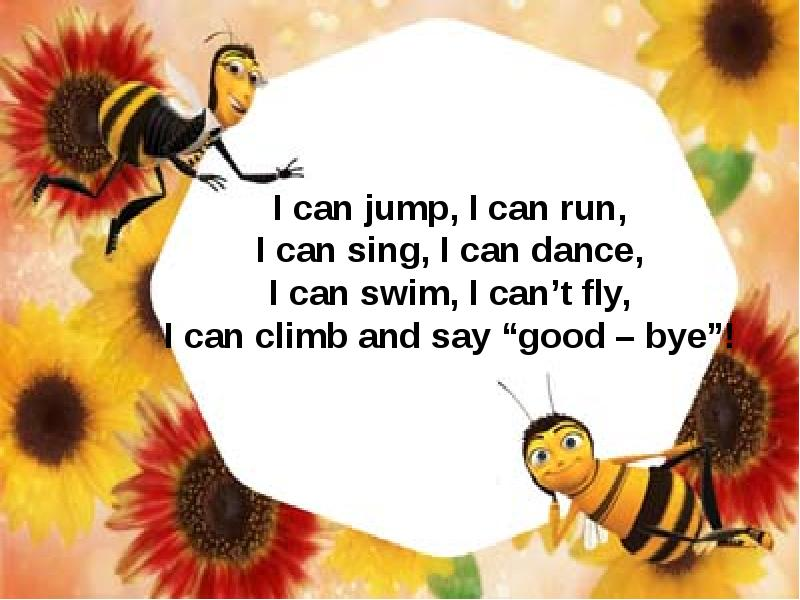 I can jump, I can run,
I can sing, I can dance,
I can swim, I can’t fly,
I can climb and say “good – bye”!